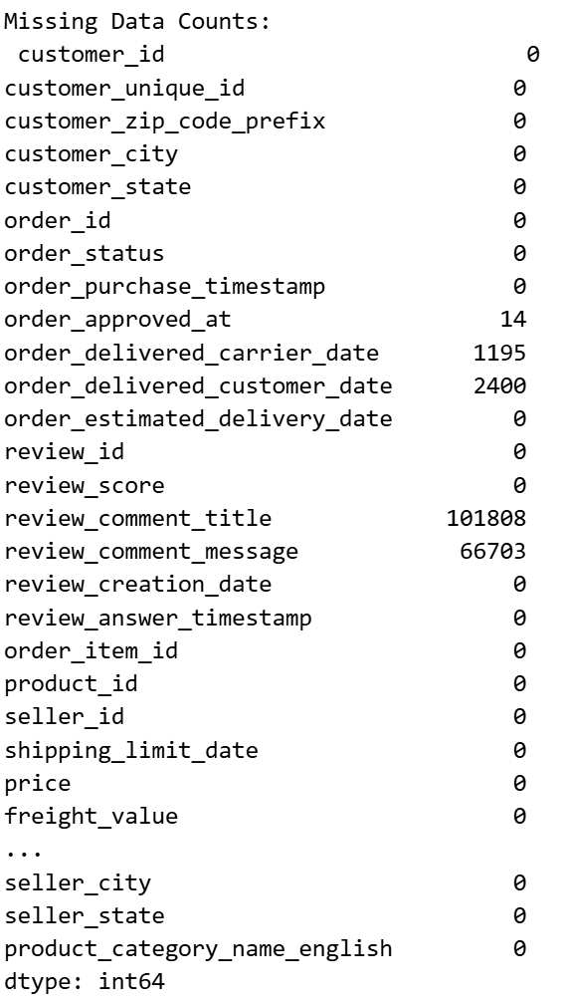 Missing Data Counts:
 customer_id                           0
customer_unique_id                    0
customer_zip_code_prefix              0
customer_city                         0
customer_state                        0
order_id                              0
order_status                          0
order_purchase_timestamp              0
order_approved_at                    14
order_delivered_carrier_date       1195
order_delivered_customer_date      2400
order_estimated_delivery_date         0
review_id                             0
review_score                          0
review_comment_title             101808
review_comment_message            66703
review_creation_date                  0
review_answer_timestamp               0
order_item_id                         0
product_id                            0
seller_id                             0
shipping_limit_date                   0
price                                 0
freight_value                         0
...
seller_city                           0
seller_state                          0
product_category_name_english         0
dtype: int64